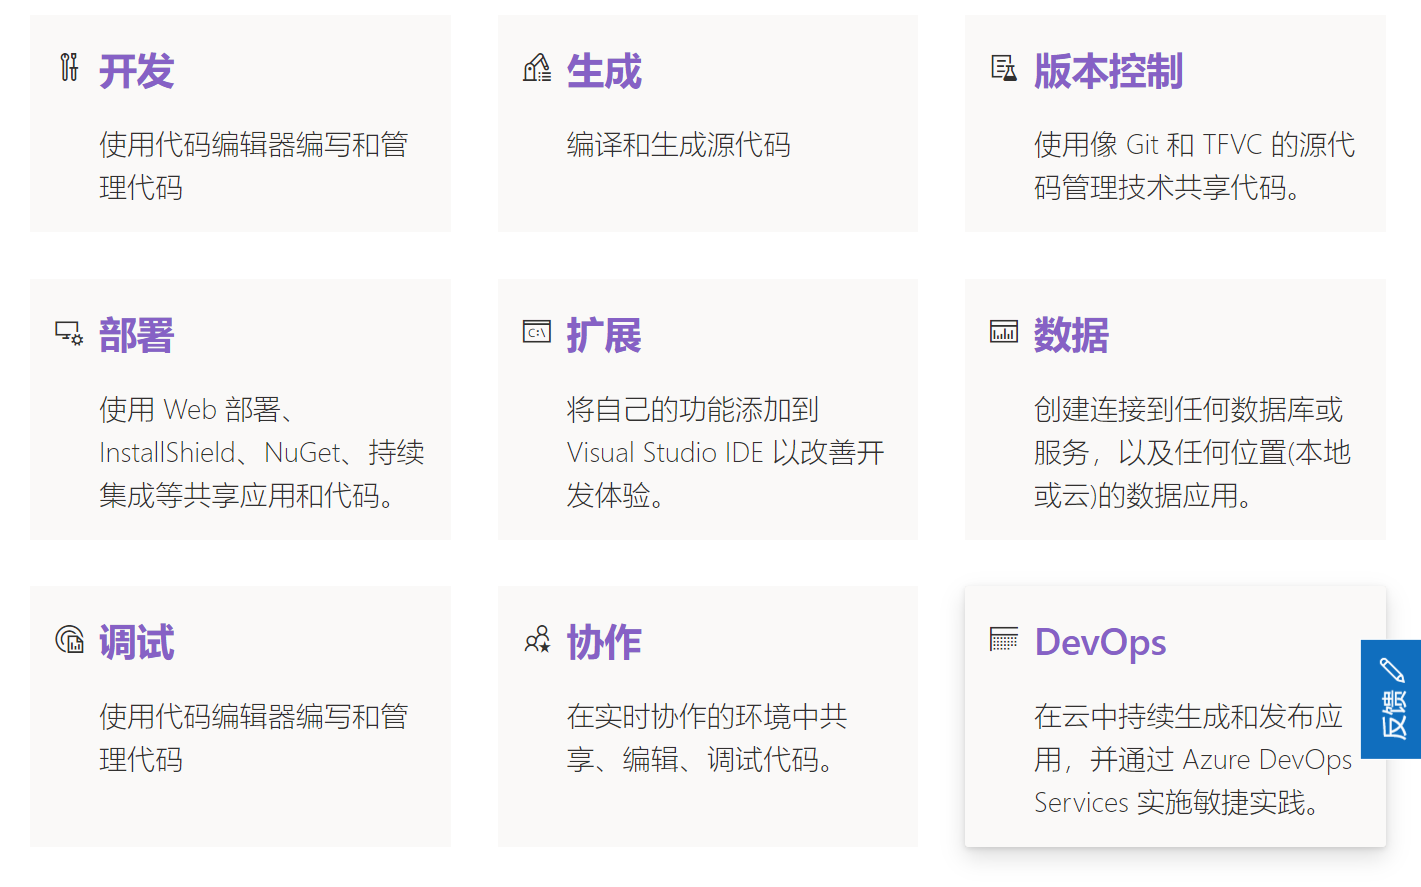 开发
使用代码编辑器编写和管
理代码
生成
编译和生成源代码
版本控制
使用像 Git 和 TFVC 的源代
码管理技术共享代码。
部署
使用 Web 部署、
InstallShield、NuGet、持续
集成等共享应用和代码。
C:\
扩展
将自己的功能添加到
Visual Studio IDE 以改善开
发体验。
数据
创建连接到任何数据库或
服务，以及任何位置(本地
或云)的数据应用。
调试
使用代码编辑器编写和管
理代码
协作
在实时协作的环境中共
享、编辑、调试代码。
DevOps
在云中持续生成和发布应
用，并通过 Azure DevOps
Services 实施敏捷实践。
反馈